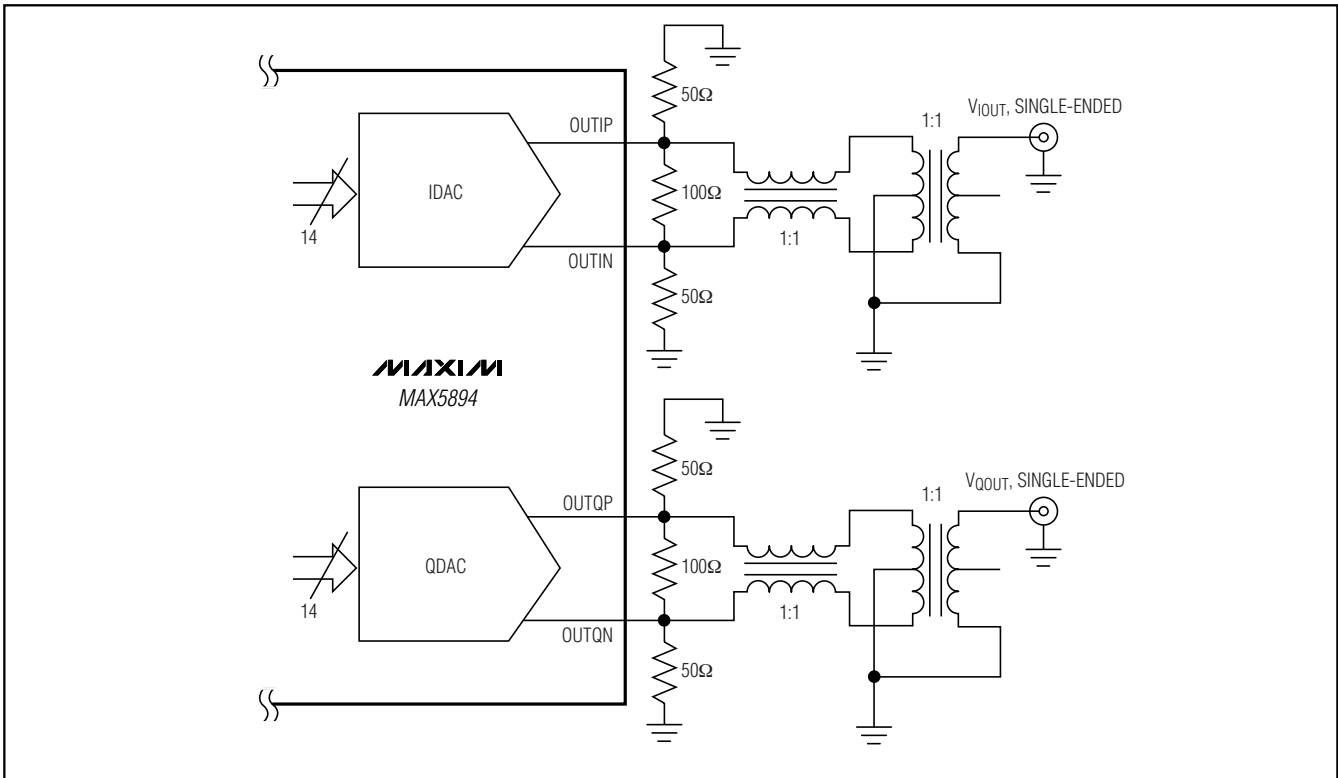 50Ω
V_IOUT, SINGLE-ENDED
1:1
OUTIP
IDAC
100Ω
14
1:1
OUTIN
50Ω
MAXIM
MAX5894
50Ω
V_QOUT, SINGLE-ENDED
1:1
OUTQP
QDAC
100Ω
14
1:1
OUTQN
50Ω